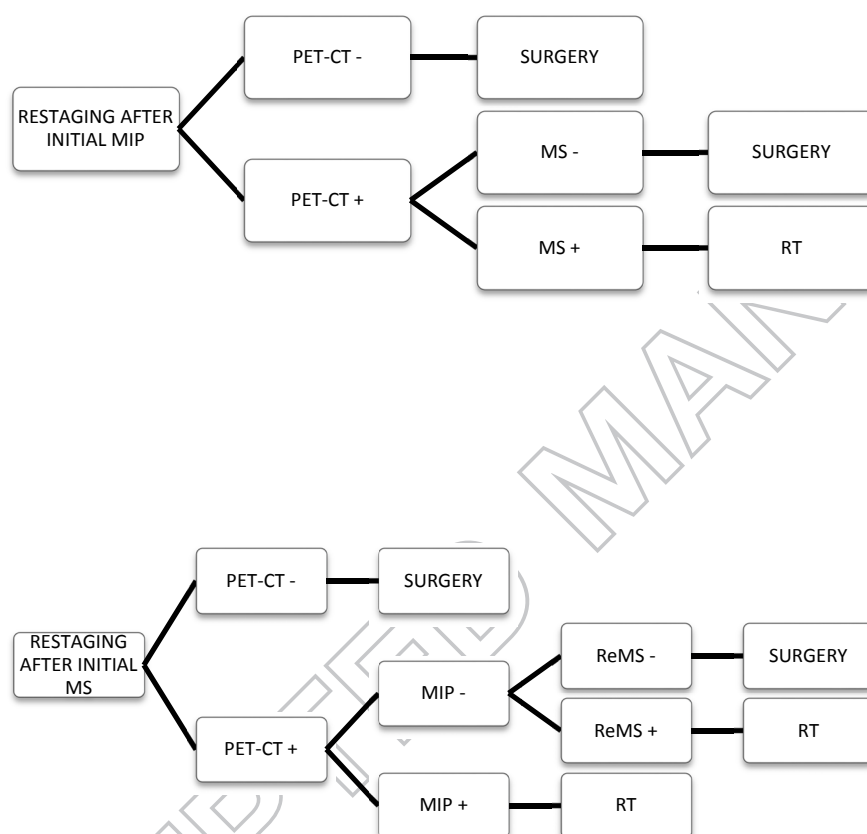 PET-CT -
SURGERY
RESTAGING AFTER
INITIAL MIP
MS -
SURGERY
PET-CT +
MS +
RT
PET-CT -
SURGERY
RESTAGING
AFTER INITIAL
MS
ReMS -
SURGERY
MIP -
ReMS +
RT
PET-CT +
MIP +
RT